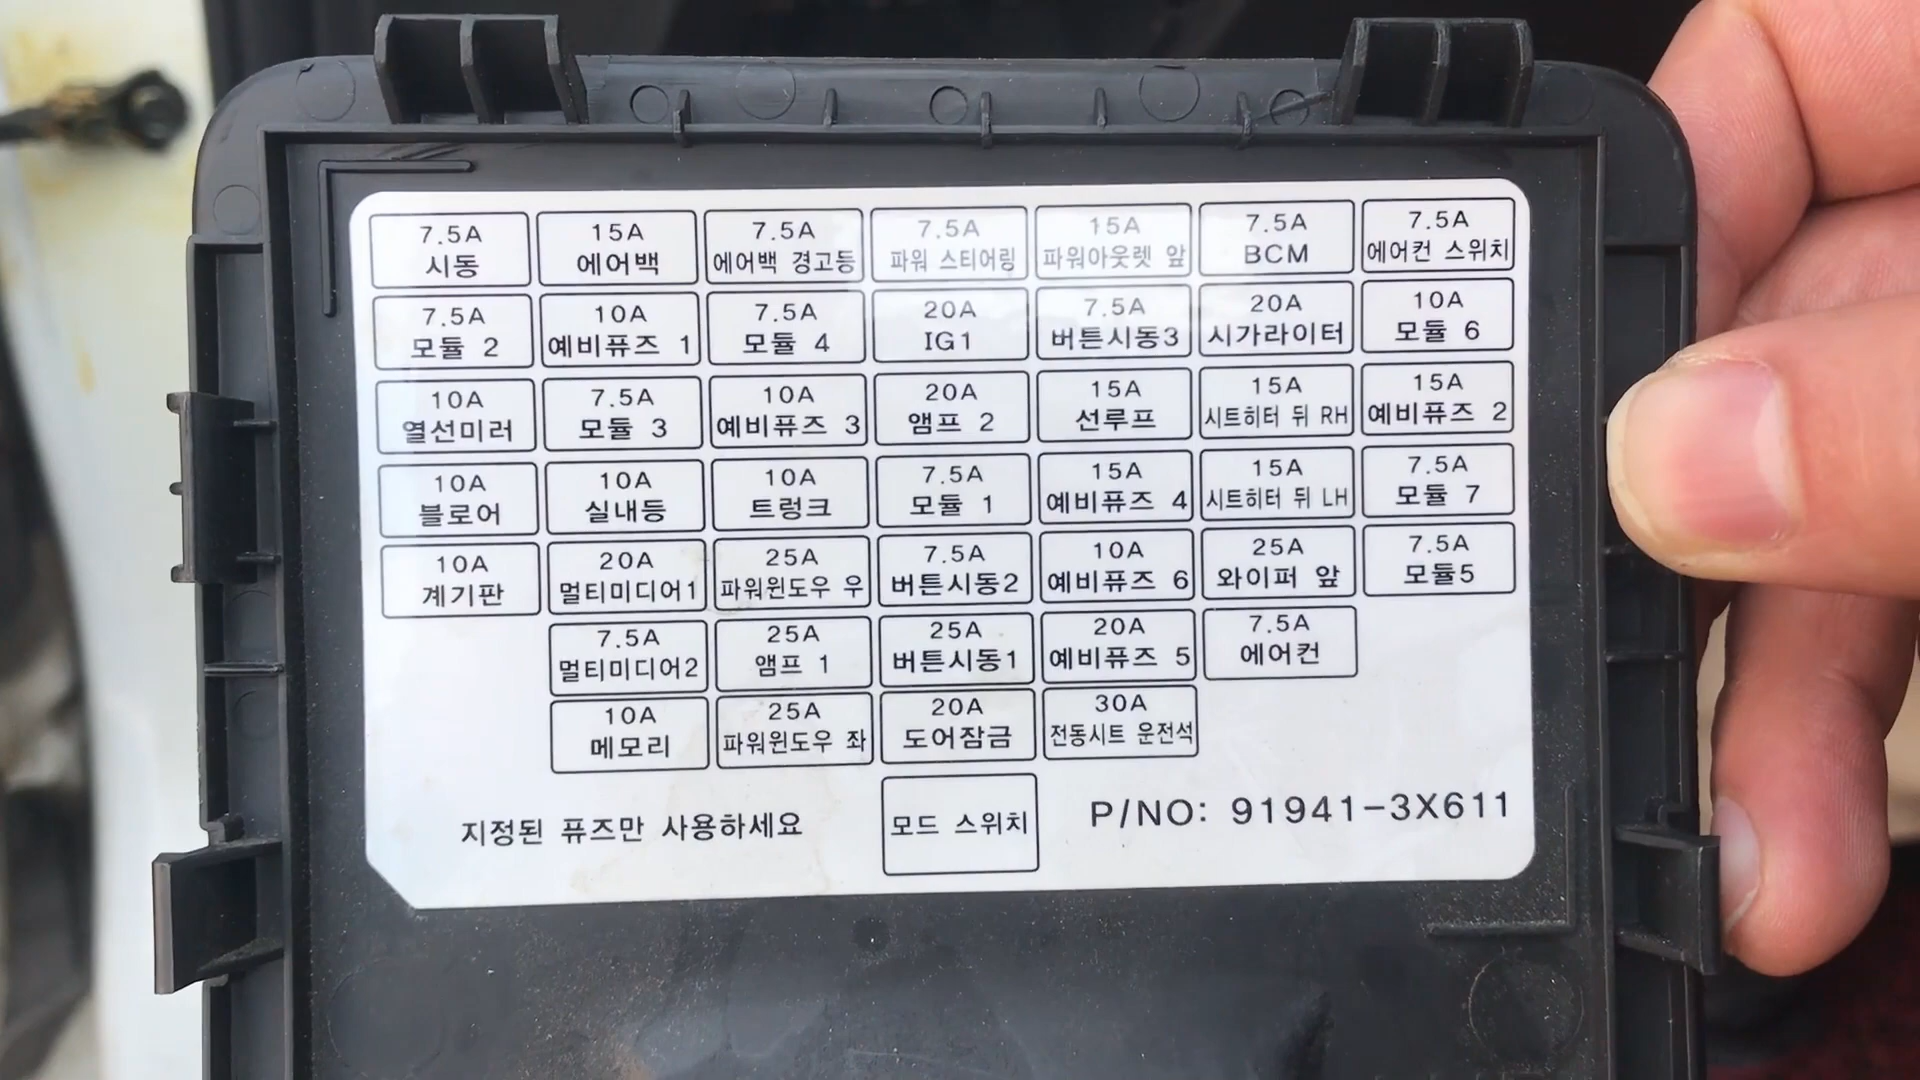 7.5A 15A 7.5A 7.5A 15A 7.5A 7.5A
시동 에어백 에어백 경고등 파워 스티어링 파워아웃렛 앞 BCM 에어컨 스위치
7.5A 10A 7.5A 20A 7.5A 20A 10A
모듈 2 예비퓨즈 1 모듈 4 IG1 버튼시동3 시가라이터 모듈 6
10A 7.5A 10A 20A 15A 15A 15A
열선미러 모듈 3 예비퓨즈 3 앰프 2 선루프 시트히터 뒤 RH 예비퓨즈 2
10A 10A 10A 7.5A 15A 15A 7.5A
블로어 실내등 트렁크 모듈 1 예비퓨즈 4 시트히터 뒤 LH 모듈 7
10A 20A 25A 7.5A 10A 25A 7.5A
계기판 멀티미디어1 파워윈도우 우 버튼시동2 예비퓨즈 6 와이퍼 앞 모듈5
7.5A 25A 25A 20A 7.5A
멀티미디어2 앰프 1 버튼시동1 예비퓨즈 5 에어컨
10A 25A 20A 30A
메모리 파워윈도우 좌 도어잠금 전동시트 운전석
지정된 퓨즈만 사용하세요 모드 스위치 P/NO: 91941-3X611